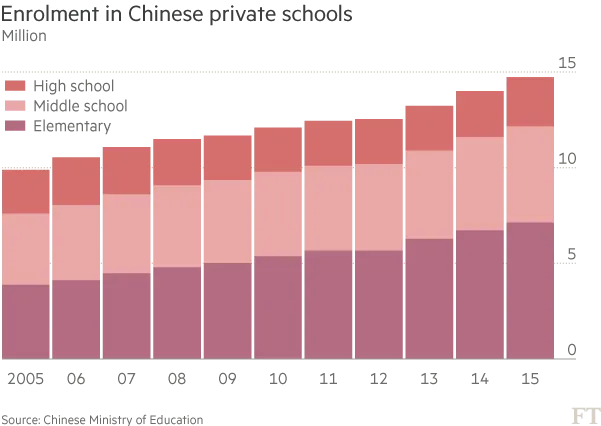 Enrolment in Chinese private schools
Million
15
High school
Middle school
Elementary
10
5
0
2005 06 07 08 09 10 11 12 13 14 15
Source: Chinese Ministry of Education
FT